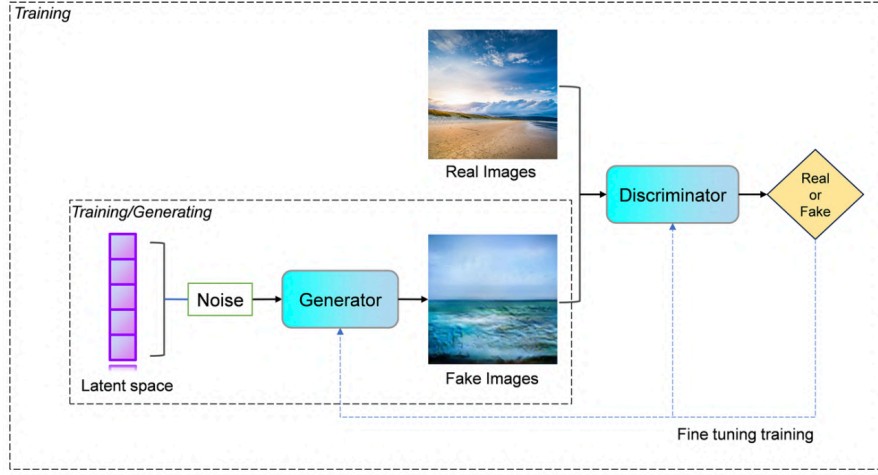 Training
Real Images
Discriminator
Real
or
Fake
Training/Generating
Noise
Generator
Latent space
Fake Images
Fine tuning training